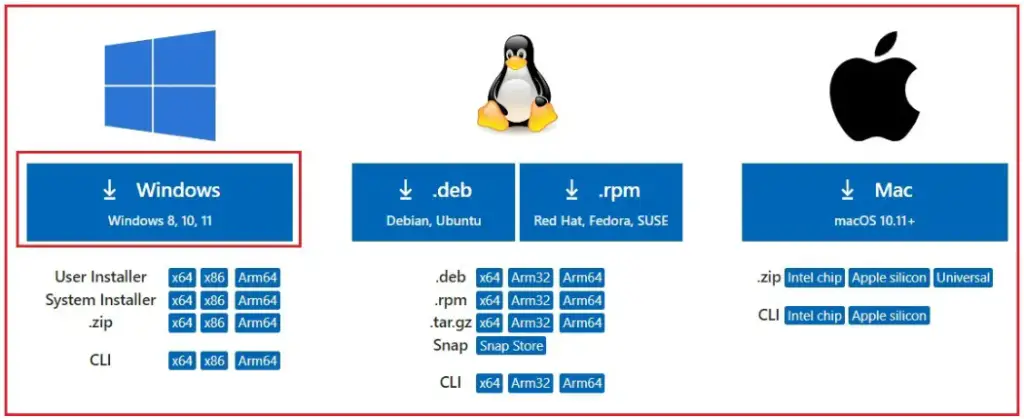 Windows
Windows 8, 10, 11
User Installer x64 x86 Arm64
System Installer x64 x86 Arm64
.zip x64 x86 Arm64
CLI x64 x86 Arm64
.deb
Debian, Ubuntu
.rpm
Red Hat, Fedora, SUSE
.deb x64 Arm32 Arm64
.rpm x64 Arm32 Arm64
.tar.gz x64 Arm32 Arm64
Snap Snap Store
CLI x64 Arm32 Arm64
Mac
macOS 10.11+
.zip Intel chip Apple silicon Universal
CLI Intel chip Apple silicon